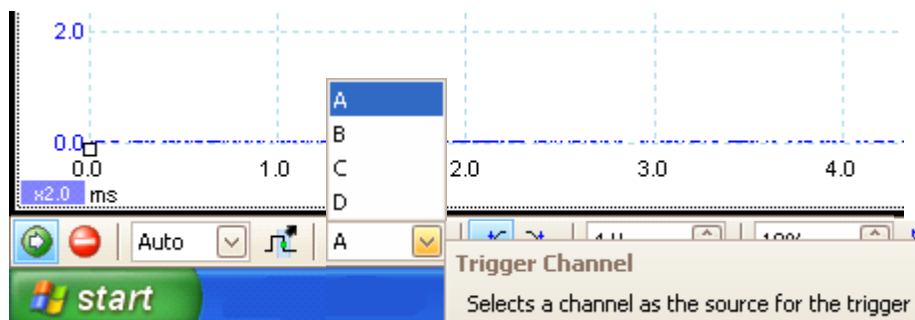 2.0
0.0
0.0 1.0 2.0 3.0 4.0
x2.0 ms
A
B
C
D
Auto A
Trigger Channel
Selects a channel as the source for the trigger
start